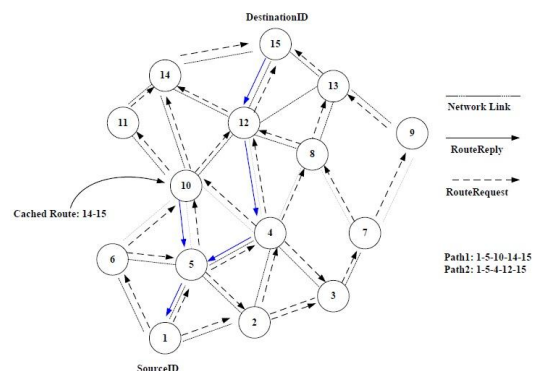 DestinationID
15
14
13
11
12
9
8
10
Cached Route: 14-15
4
7
6
5
3
2
1
SourceID
Network Link
RouteReply
RouteRequest
Path1: 1-5-10-14-15
Path2: 1-5-4-12-15